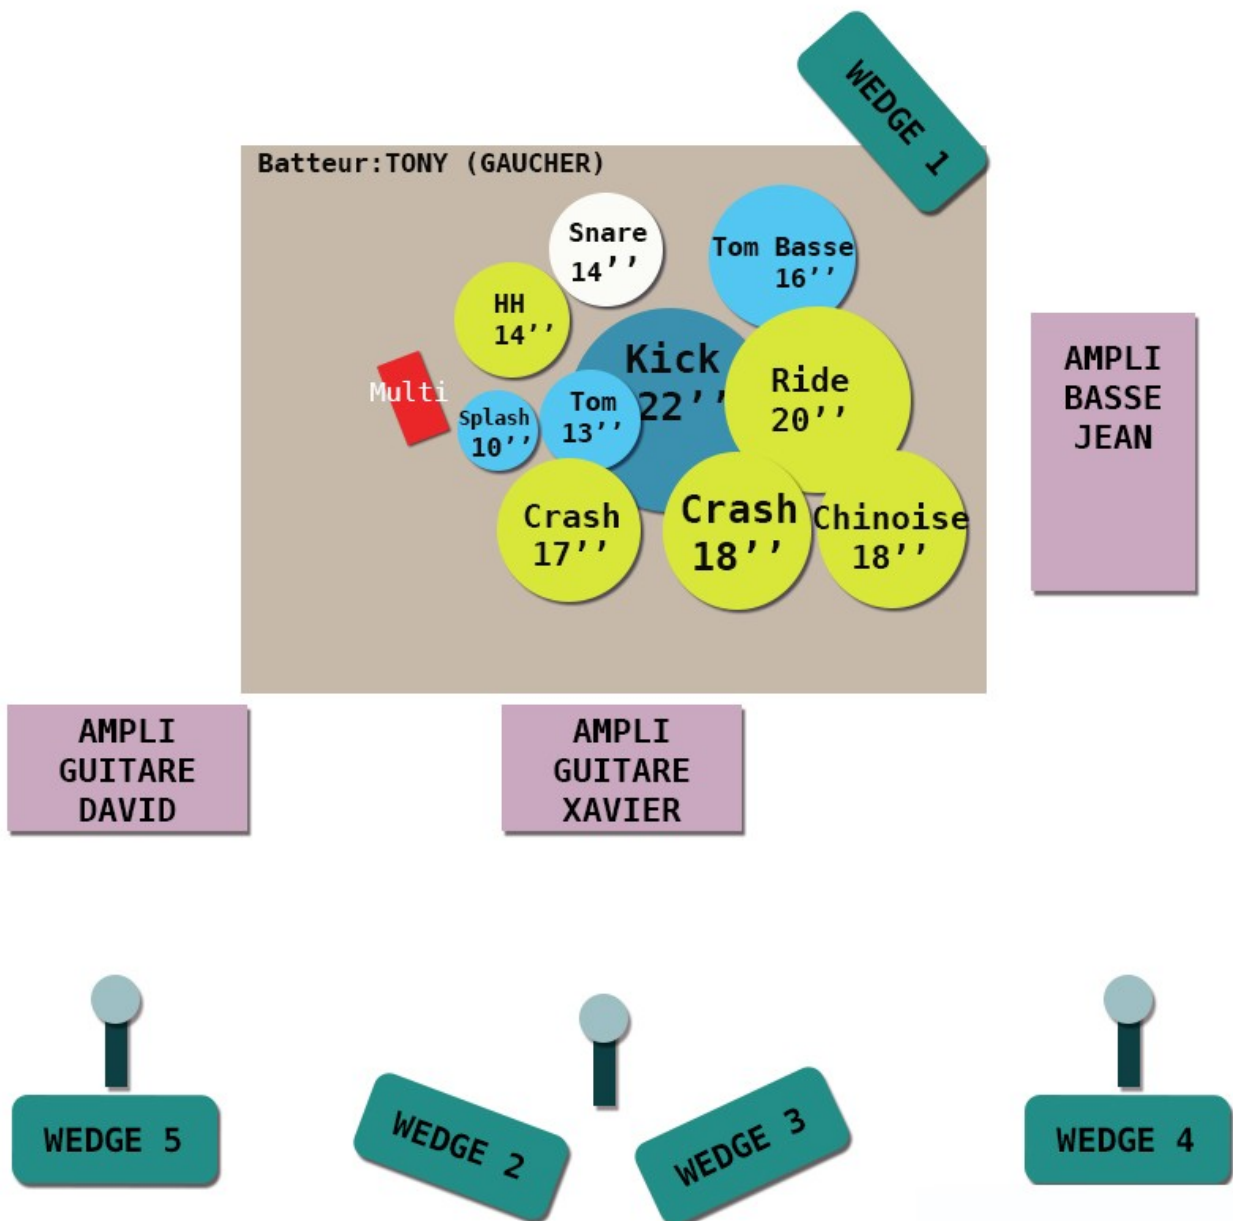 WEDGE 1
Batteur:TONY (GAUCHER)
Snare
14’’
Tom Basse
16’’
HH
14’’
Kick
22’’
Ride
20’’
Multi
Splash
10’’
Tom
13’’
Crash
17’’
Crash
18’’
Chinoise
18’’
AMPLI
BASSE
JEAN
AMPLI
GUITARE
DAVID
AMPLI
GUITARE
XAVIER
WEDGE 5
WEDGE 2
WEDGE 3
WEDGE 4